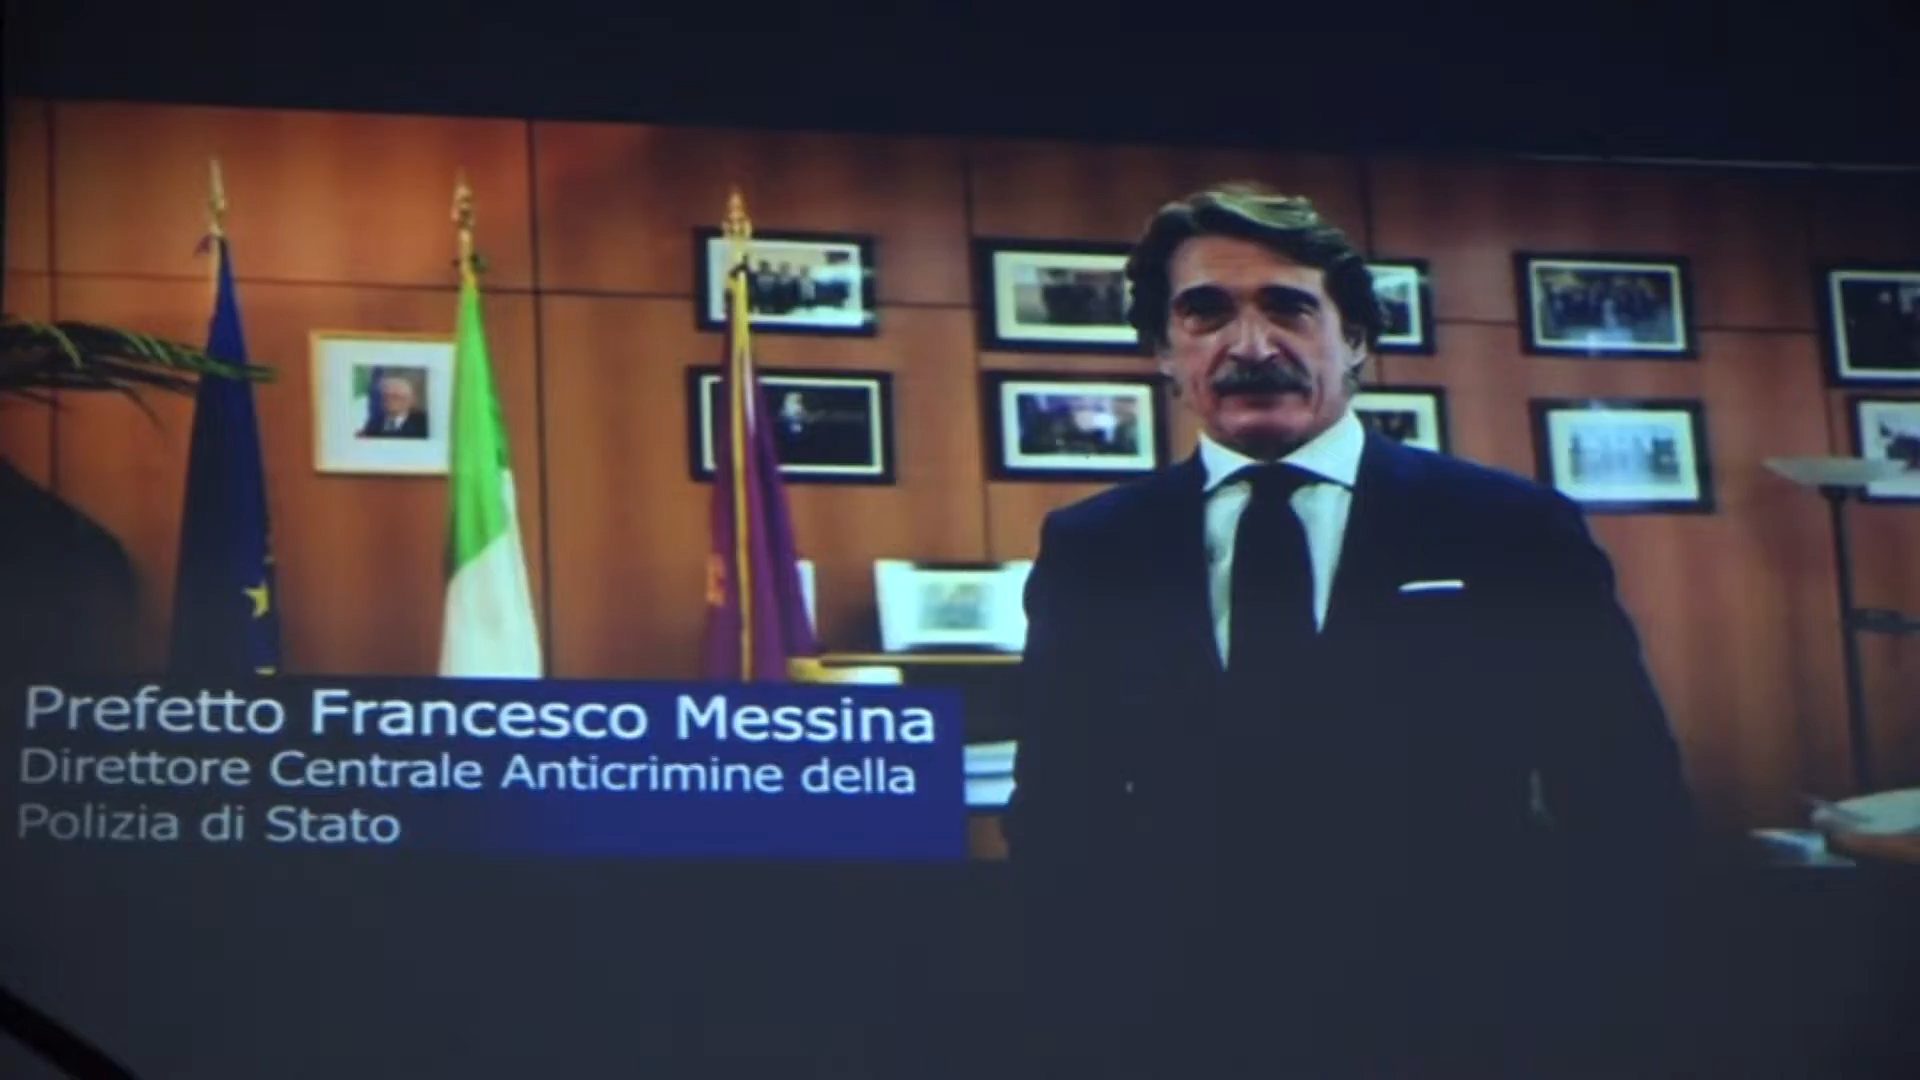 Prefetto Francesco Messina
Direttore Centrale Anticrimine della
Polizia di Stato